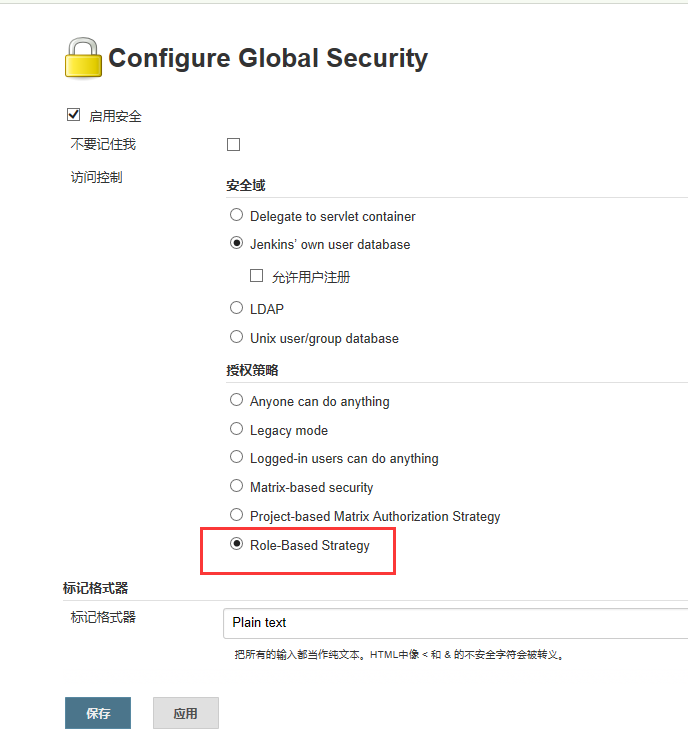 Configure Global Security
启用安全
不要记住我
访问控制
安全域
Delegate to servlet container
Jenkins’ own user database
允许用户注册
LDAP
Unix user/group database
授权策略
Anyone can do anything
Legacy mode
Logged-in users can do anything
Matrix-based security
Project-based Matrix Authorization Strategy
Role-Based Strategy
标记格式器
标记格式器
Plain text
把所有的输入都当作纯文本。HTML中像 < 和 & 的不安全字符会被转义。
保存 应用